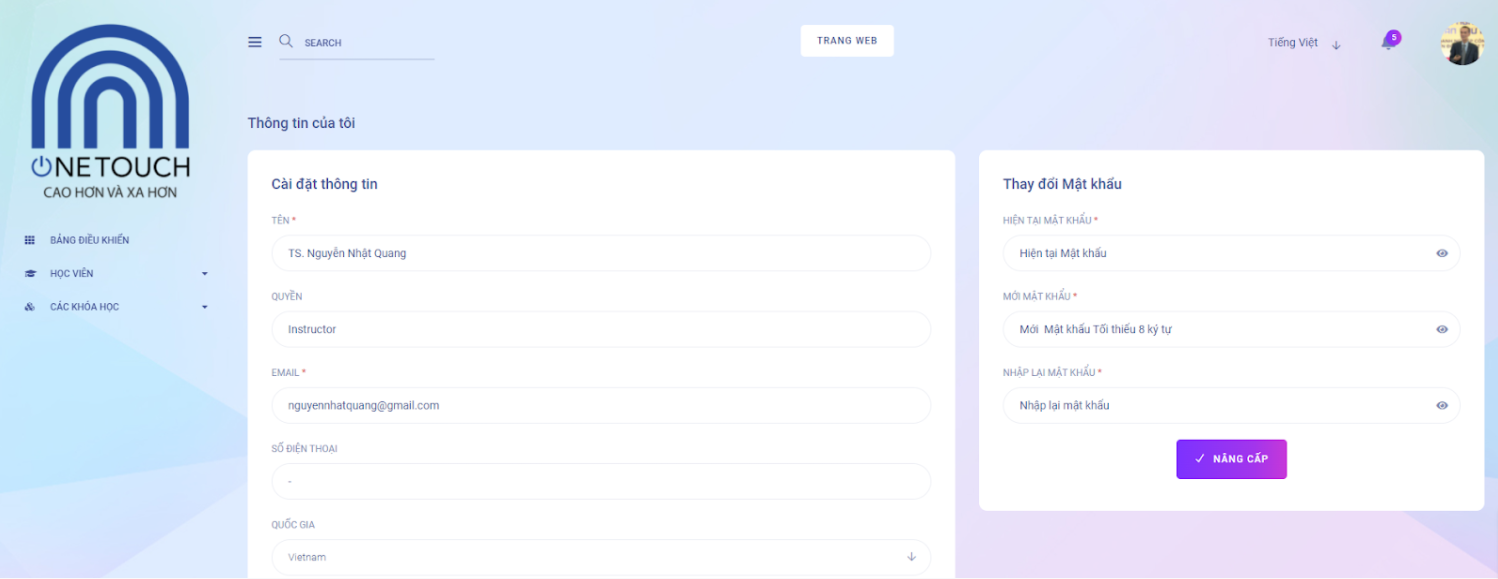 ONETOUCH
CAO HƠN VÀ XA HƠN
BẢNG ĐIỀU KHIỂN
HỌC VIÊN
CÁC KHÓA HỌC
SEARCH
TRANG WEB
Tiếng Việt
5
Thông tin của tôi
Cài đặt thông tin
TÊN *
TS. Nguyễn Nhật Quang
QUYỀN
Instructor
EMAIL *
nguyennhatquang@gmail.com
SỐ ĐIỆN THOẠI
-
QUỐC GIA
Vietnam
Thay đổi Mật khẩu
HIỆN TẠI MẬT KHẨU *
Hiện tại Mật khẩu
MỚI MẬT KHẨU *
Mới Mật khẩu Tối thiểu 8 ký tự
NHẬP LẠI MẬT KHẨU *
Nhập lại mật khẩu
NÂNG CẤP